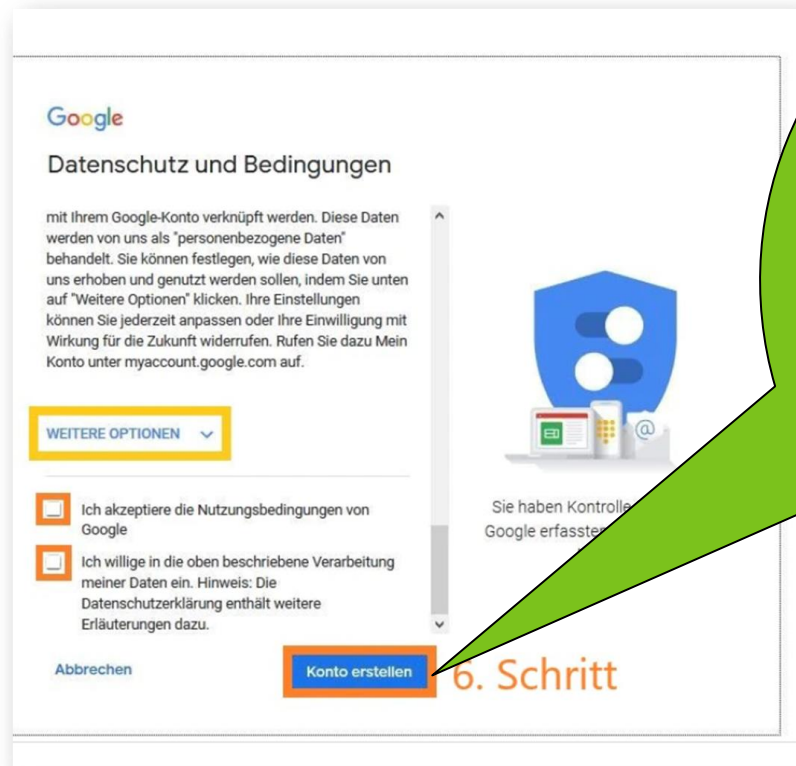 Google
Datenschutz und Bedingungen
mit Ihrem Google-Konto verknüpft werden. Diese Daten
werden von uns als "personenbezogene Daten"
behandelt. Sie können festlegen, wie diese Daten von
uns erhoben und genutzt werden sollen, indem Sie unten
auf "Weitere Optionen" klicken. Ihre Einstellungen
können Sie jederzeit anpassen oder Ihre Einwilligung mit
Wirkung für die Zukunft widerrufen. Rufen Sie dazu Mein
Konto unter myaccount.google.com auf.
WEITERE OPTIONEN
Ich akzeptiere die Nutzungsbedingungen von
Google
Ich willige in die oben beschriebene Verarbeitung
meiner Daten ein. Hinweis: Die
Datenschutzerklärung enthält weitere
Erläuterungen dazu.
Sie haben Kontrolle
Google
@
Abbrechen
Konto erstellen
6. Schritt